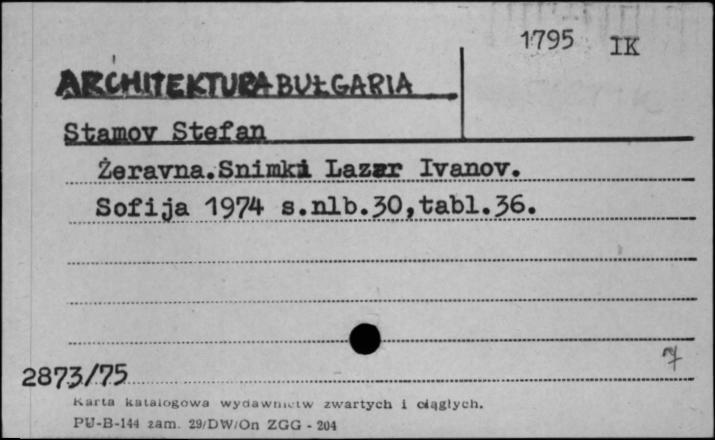 1795 IK
ARCHITEKTURA BUŁGARIA
Stamov Stefan
Żeravna.Snimki Lazar Ivanov.
Sofija 1974 s.nlb.30,tabl.36.
7
2873/75
Karta katalogowa wydawnictw zwartych i ciągłych.
PU-B-144 zam. 29/DW/On ZGG - 204